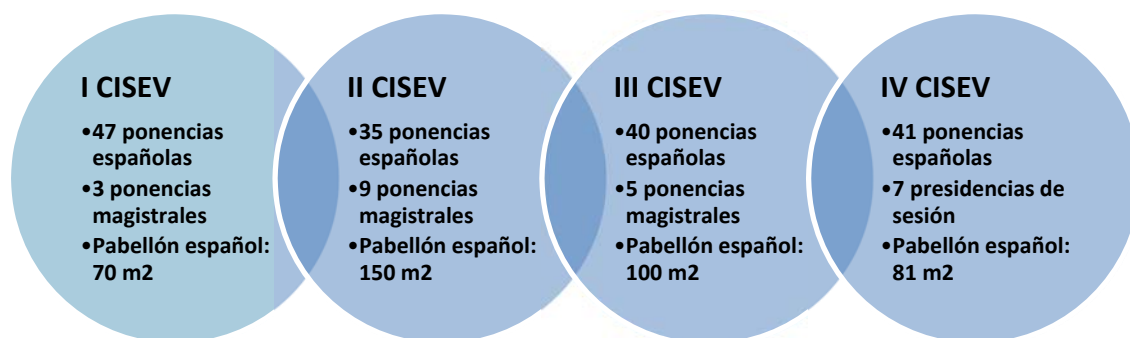 I CISEV
•47 ponencias
españolas
•3 ponencias
magistrales
•Pabellón español:
70 m2
II CISEV
•35 ponencias
españolas
•9 ponencias
magistrales
•Pabellón español:
150 m2
III CISEV
•40 ponencias
españolas
•5 ponencias
magistrales
•Pabellón español:
100 m2
IV CISEV
•41 ponencias
españolas
•7 presidencias de
sesión
•Pabellón español:
81 m2